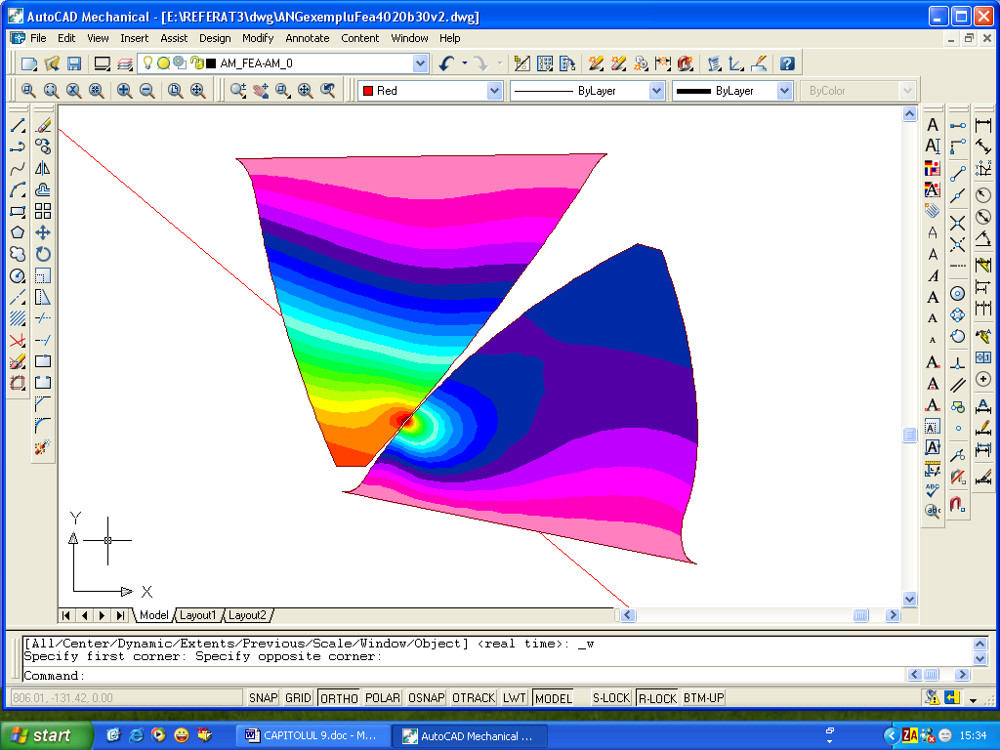 AutoCAD Mechanical - [E:\REFERAT3\dwg\ANGexempluFea4020b30v2.dwg]
File Edit View Insert Assist Design Modify Annotate Content Window Help
AM_FEA-AM_0
Red ByLayer ByLayer ByColor
Y
X
Model Layout1 Layout2
[All/Center/Dynamic/Extents/Previous/Scale/Window/Object] <real time>: _w
Specify first corner: Specify opposite corner:
Command:
806.01, -131.42, 0.00 SNAP GRID ORTHO POLAR OSNAP OTRACK LWT MODEL S-LOCK R-LOCK BTM-UP
start CAPITOLUL 9.doc - M... AutoCAD Mechanical ... ZA 15:34